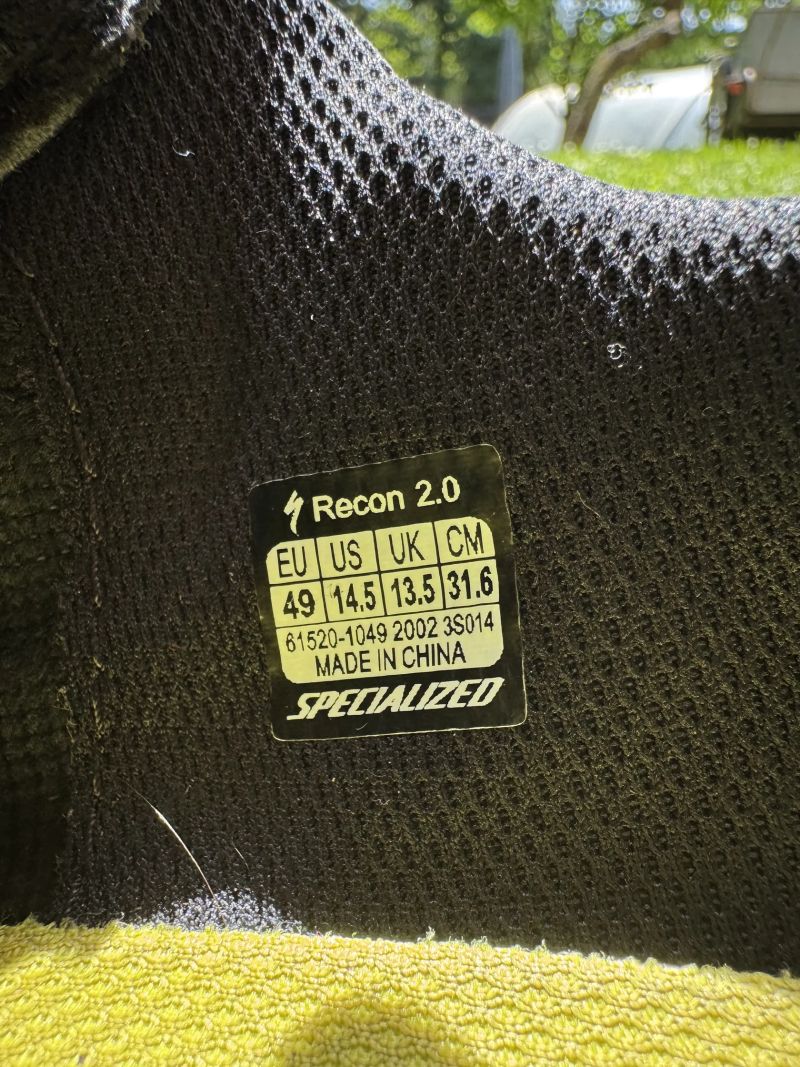 Recon 2.0
EU US UK CM
49 14.5 13.5 31.6
61520-1049 2002 3S014
MADE IN CHINA
SPECIALIZED